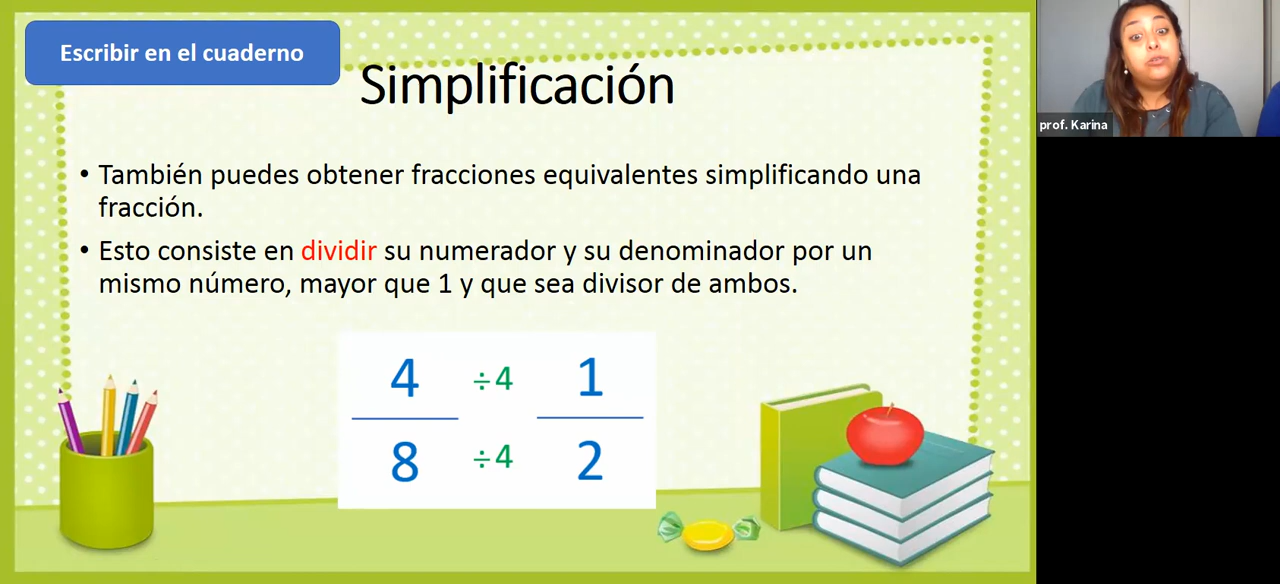 Escribir en el cuaderno
Simplificación
• También puedes obtener fracciones equivalentes simplificando una
fracción.
• Esto consiste en dividir su numerador y su denominador por un
mismo número, mayor que 1 y que sea divisor de ambos.
4 ÷4 1
8 ÷4 2
prof. Karina